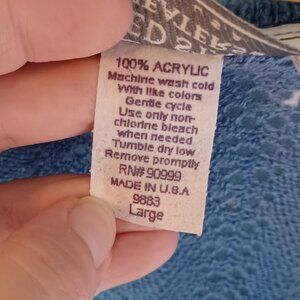 100% ACRYLIC
Machine wash cold
With like colors
Gentle cycle
Use only non-
chlorine bleach
when needed
Tumble dry low
Remove promptly
RN# 90999
MADE IN U.S.A
9883
Large